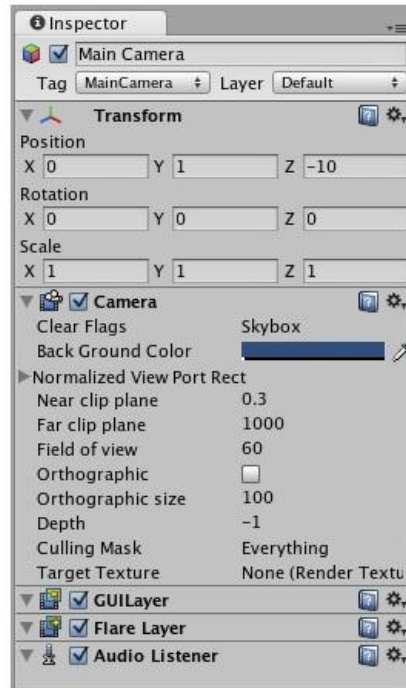 Inspector
Main Camera
Tag MainCamera Layer Default
Transform
Position
X 0 Y 1 Z -10
Rotation
X 0 Y 0 Z 0
Scale
X 1 Y 1 Z 1
Camera
Clear Flags Skybox
Back Ground Color
Normalized View Port Rect
Near clip plane 0.3
Far clip plane 1000
Field of view 60
Orthographic
Orthographic size 100
Depth -1
Culling Mask Everything
Target Texture None (Render Textu
GUILayer
Flare Layer
Audio Listener